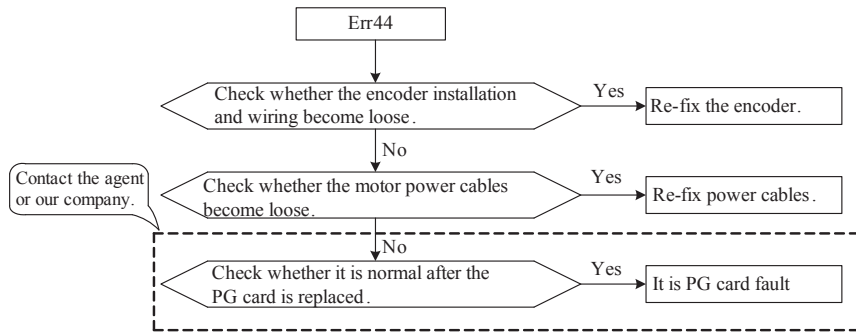 Err44
Check whether the encoder installation
and wiring become loose.
Yes
Re-fix the encoder.
No
Contact the agent
or our company.
Check whether the motor power cables
become loose.
Yes
Re-fix power cables.
No
Check whether it is normal after the
PG card is replaced.
Yes
It is PG card fault